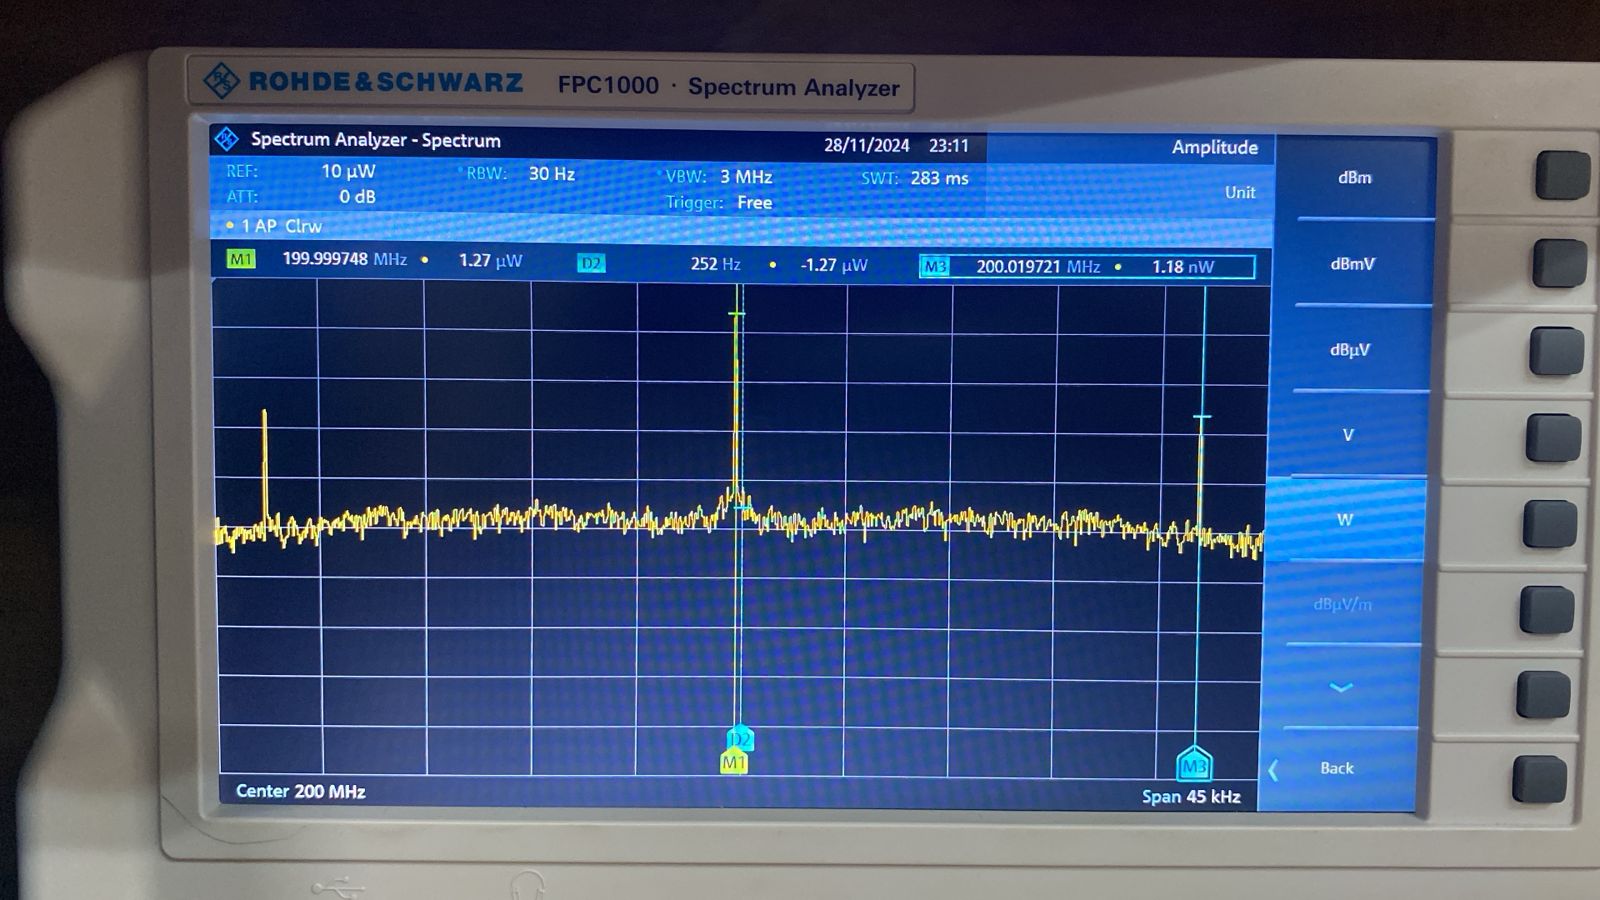 ROHDE & SCHWARZ FPC1000 · Spectrum Analyzer
Spectrum Analyzer - Spectrum 28/11/2024 23:11 Amplitude
REF: 10 µW RBW: 30 Hz VBW: 3 MHz SWT: 283 ms
ATT: 0 dB Trigger: Free
Unit
1 AP Clrw
M1 199.999748 MHz • 1.27 µW D2 252 Hz • -1.27 µW M3 200.019721 MHz • 1.18 nW
dBm
dBmV
dBµV
V
W
dBµV/m
Back
D2
M1
M3
Center 200 MHz Span 45 kHz